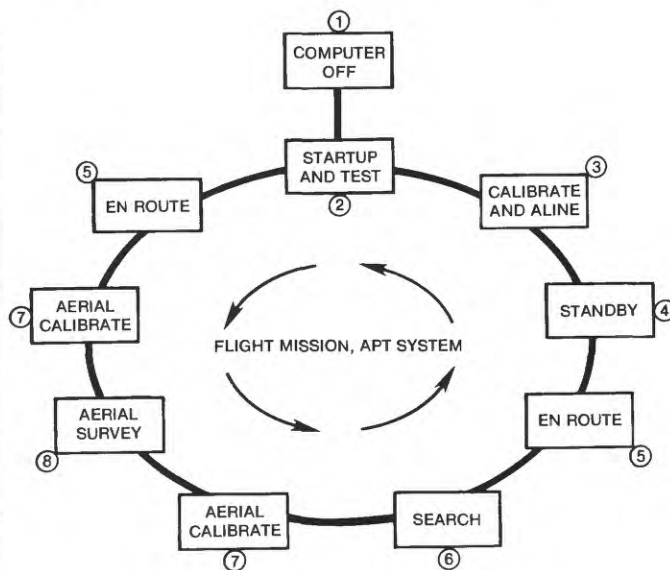 ①
COMPUTER
OFF
STARTUP
AND TEST
②
③
CALIBRATE
AND ALINE
④
STANDBY
⑤
EN ROUTE
⑥
SEARCH
⑦
AERIAL
CALIBRATE
⑧
AERIAL
SURVEY
⑦
AERIAL
CALIBRATE
⑤
EN ROUTE
FLIGHT MISSION, APT SYSTEM